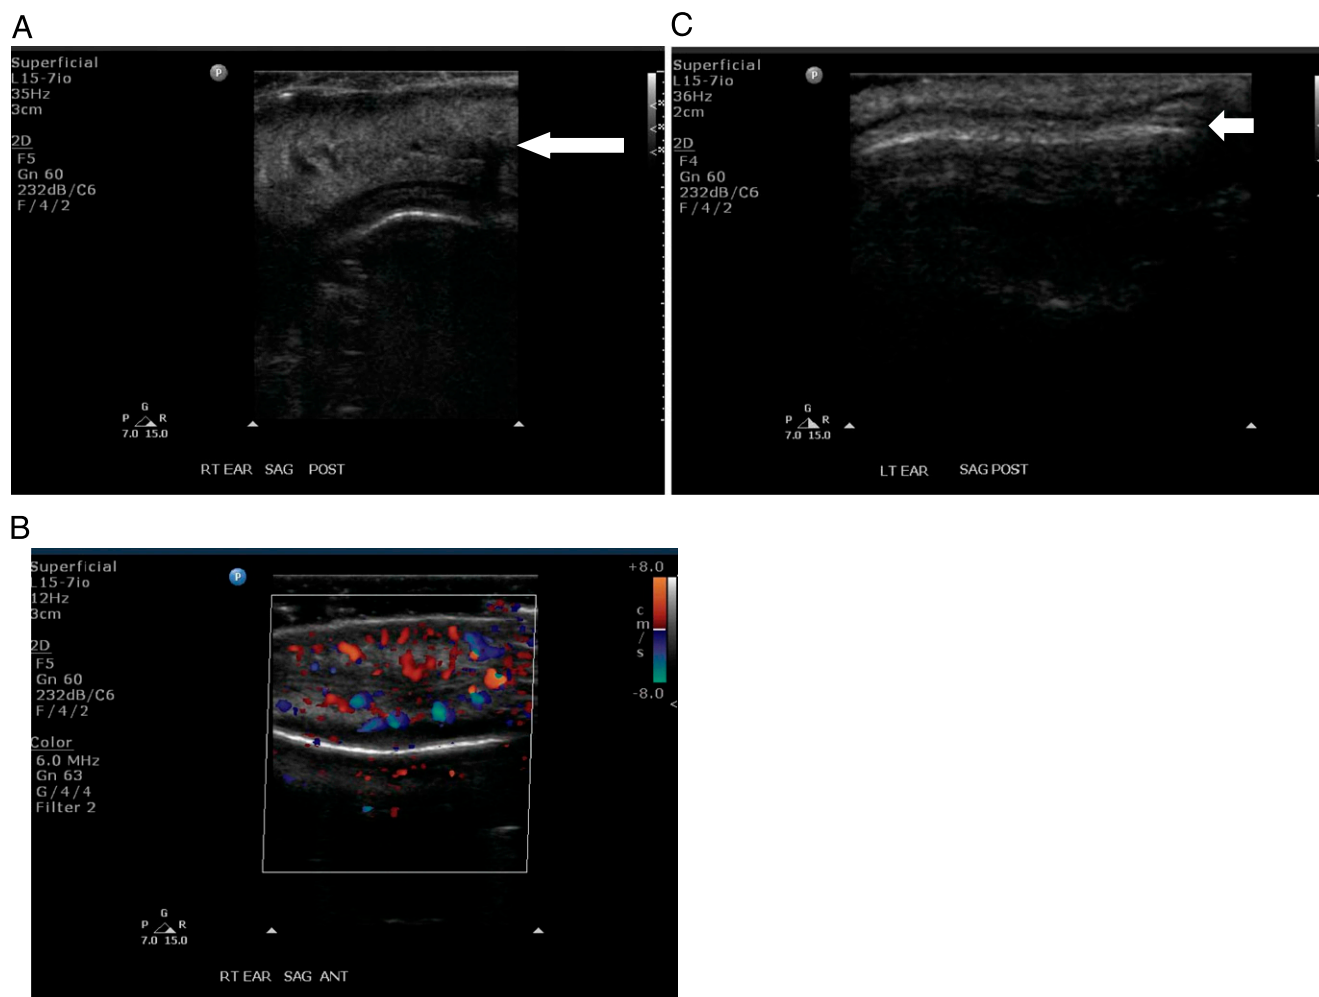 A
Superficial
L15-7io
35Hz
3cm
2D
F5
Gn 60
232dB/C6
F/4/2
P
G
P R
7.0 15.0
RT EAR SAG POST
C
Superficial
L15-7io
36Hz
2cm
2D
F4
Gn 60
232dB/C6
F/4/2
P
G
P R
7.0 15.0
LT EAR SAG POST
B
Superficial
L15-7io
12Hz
3cm
2D
F5
Gn 60
232dB/C6
F/4/2
Color
6.0 MHz
Gn 63
G/4/4
Filter 2
P
+8.0
c
m
/
s
-8.0
G
P R
7.0 15.0
RT EAR SAG ANT